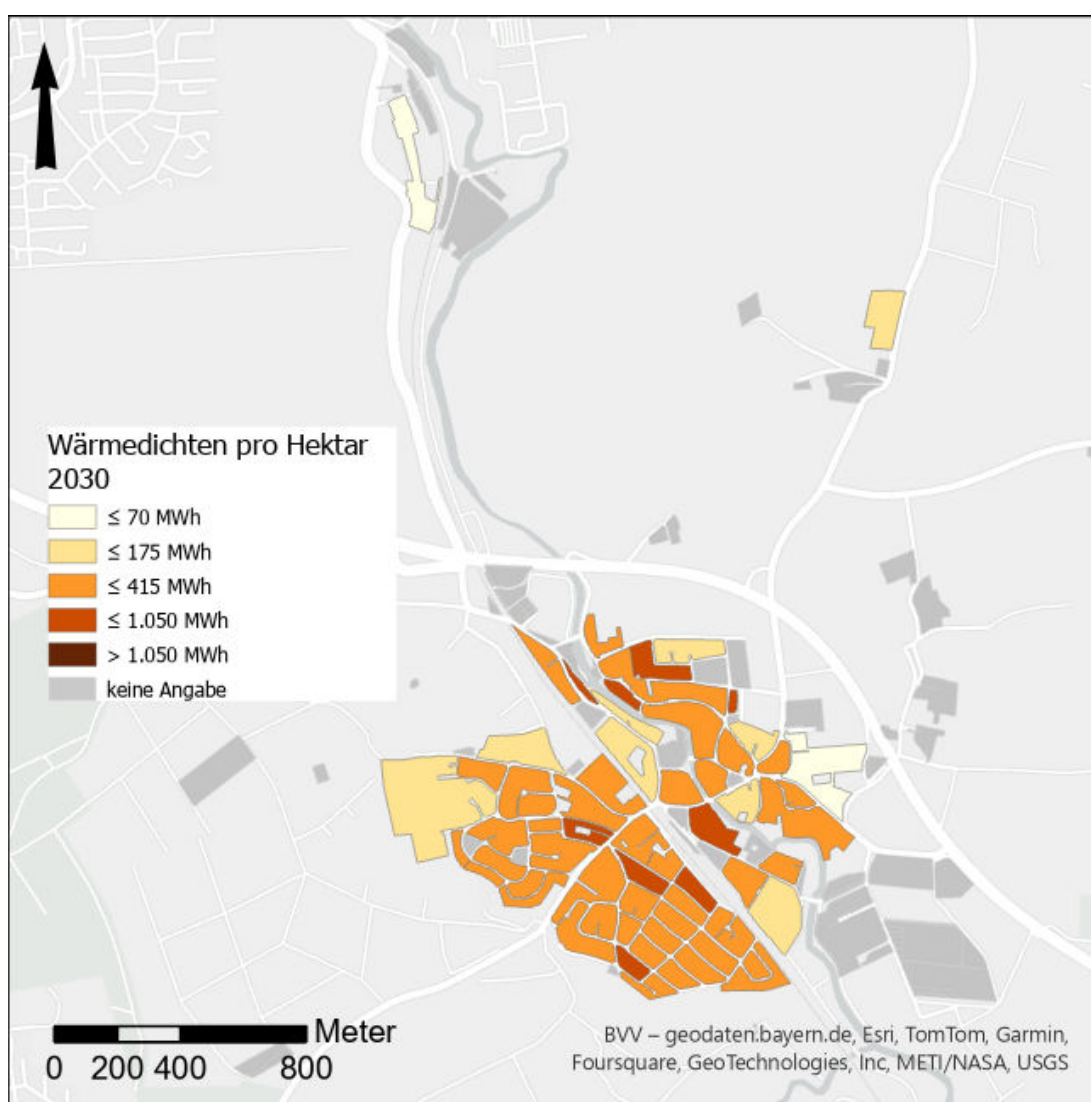 Wärmedichten pro Hektar
2030
≤ 70 MWh
≤ 175 MWh
≤ 415 MWh
≤ 1.050 MWh
> 1.050 MWh
keine Angabe
Meter
0 200 400 800
BVV – geodaten.bayern.de, Esri, TomTom, Garmin,
Foursquare, GeoTechnologies, Inc, METI/NASA, USGS